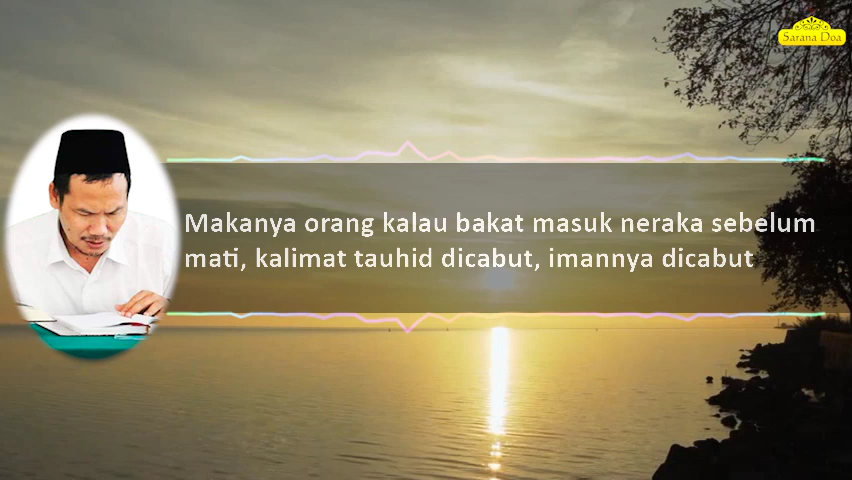 Sarana Doa
Makanya orang kalau bakat masuk neraka sebelum
mati, kalimat tauhid dicabut, imannya dicabut